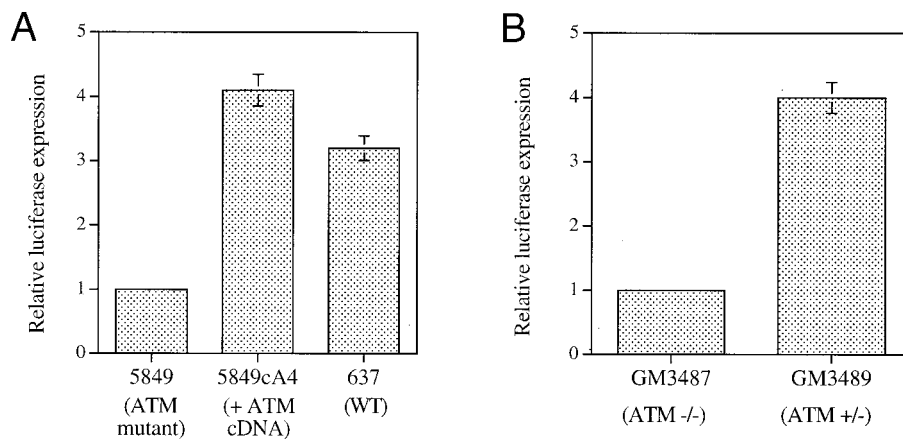 A
Relative luciferase expression
5
4
3
2
1
0
5849
(ATM
mutant)
5849cA4
(+ ATM
cDNA)
637
(WT)
B
Relative luciferase expression
5
4
3
2
1
0
GM3487
(ATM -/-)
GM3489
(ATM +/-)